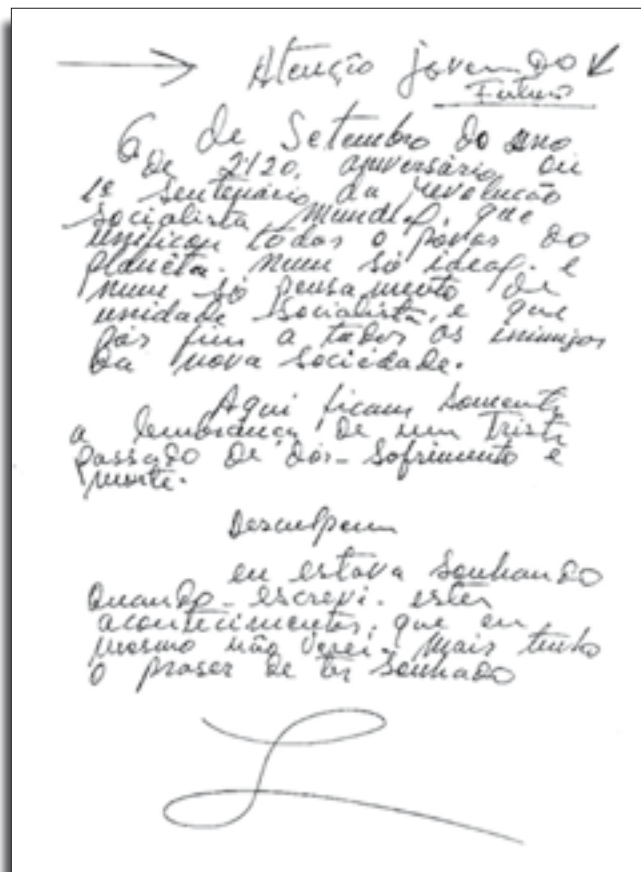 Atenção jovem do
Futuro
6 de Setembro do ano
de 2120, aniversário ou
1º sentenário da revolução
socialista mundial, que
unificou todos o povos do
planêta. num só ideal e
num só pensamento de
unidade socialista, e que
pôs fim a todos os inimigos
da nova sociedade.
Aqui ficam somente
a lembrança de um triste
passado de dôr- sofrimento e
morte.
Desculpem
eu estava sonhando
quando- escrevi. estes
acontecimentos, que eu
mesmo não verei. Mais tenho
o praser de ter sonhado